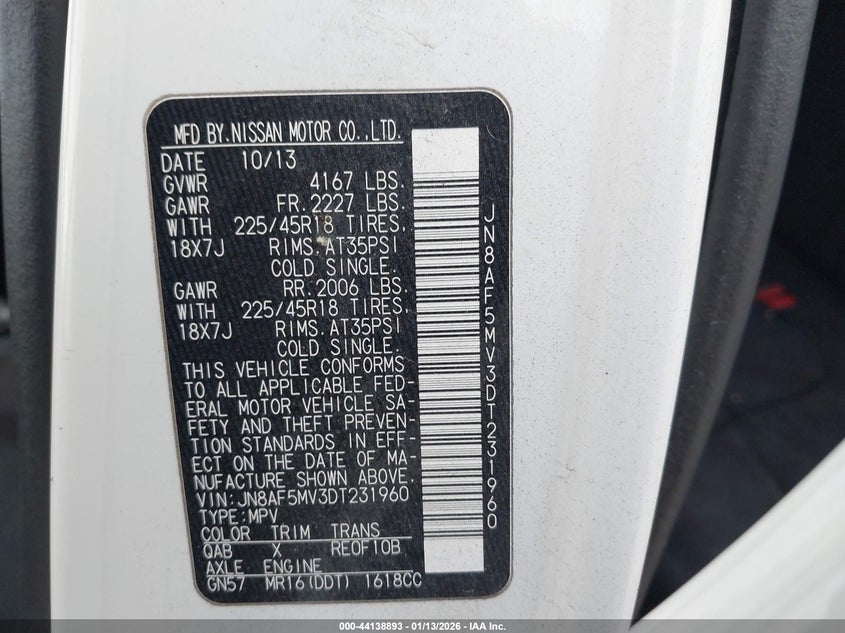 MFD BY.NISSAN MOTOR CO.,LTD.
DATE 10/13
GVWR 4167 LBS.
GAWR FR.2227 LBS.
WITH 225/45R18 TIRES.
18X7J RIMS.AT35PSI
COLD SINGLE.
GAWR RR.2006 LBS.
WITH 225/45R18 TIRES.
18X7J RIMS.AT35PSI
COLD SINGLE.
THIS VEHICLE CONFORMS
TO ALL APPLICABLE FED-
ERAL MOTOR VEHICLE SA-
FETY AND THEFT PREVEN-
TION STANDARDS IN EFF-
ECT ON THE DATE OF MA-
NUFACTURE SHOWN ABOVE.
VIN:JN8AF5MV3DT231960
TYPE:MPV
COLOR TRIM TRANS
QAB X RE0F10B
AXLE ENGINE
GN57 MR16(DDT) 1618CC
JN8AF5MV3DT231960
000-44138893 - 01/13/2026 - IAA Inc.